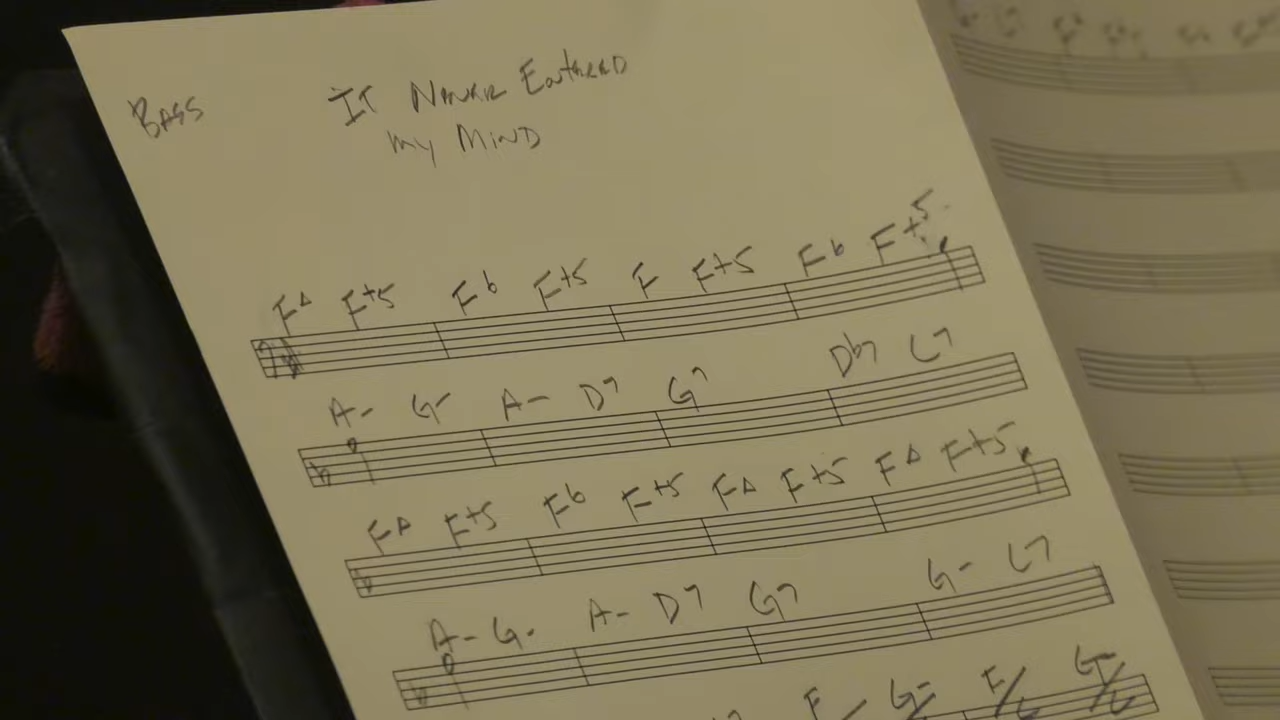 BASS
IT NEVER ENTERED
MY MIND
F△ F+5 F6 F+5 F F+5 F6 F+5
A- G- A- D7 G7 Db7 C7
F△ F+5 F6 F+5 F△ F+5 F△ F+5
A- G- A- D7 G7 G- C7